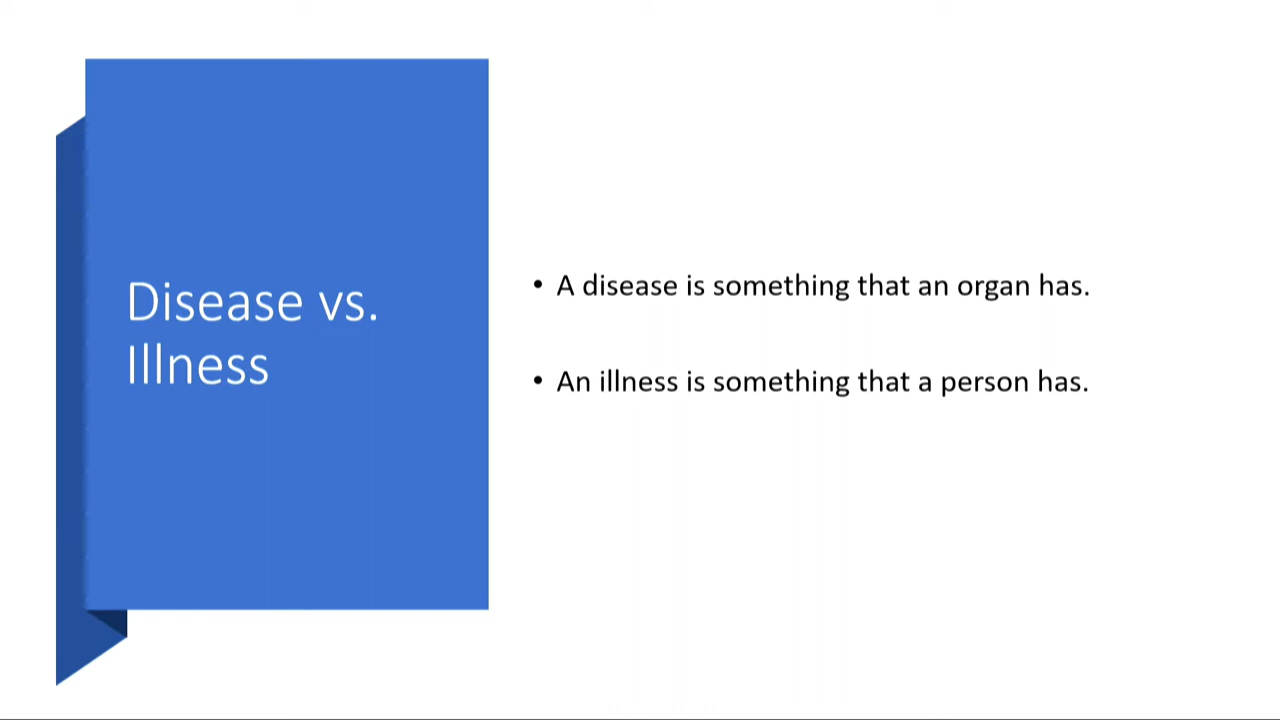 Disease vs.
Illness
• A disease is something that an organ has.
• An illness is something that a person has.